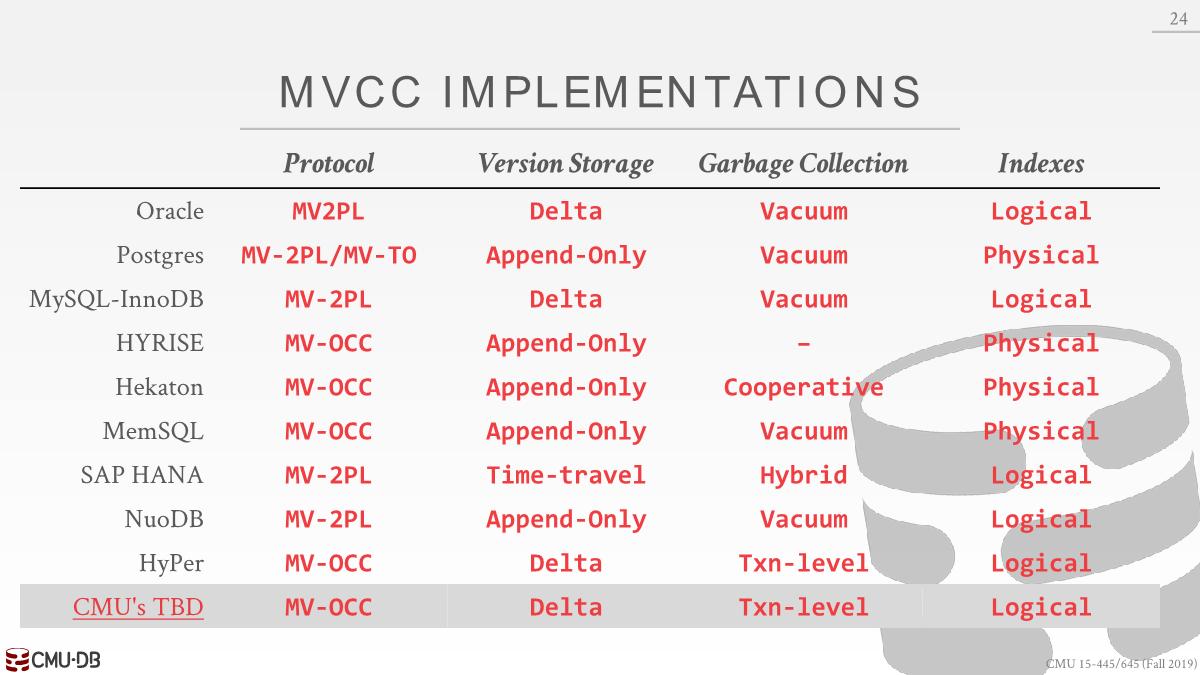 24
MVCC IMPLEMENTATIONS
Protocol Version Storage Garbage Collection Indexes
Oracle MV2PL Delta Vacuum Logical
Postgres MV-2PL/MV-TO Append-Only Vacuum Physical
MySQL-InnoDB MV-2PL Delta Vacuum Logical
HYRISE MV-OCC Append-Only – Physical
Hekaton MV-OCC Append-Only Cooperative Physical
MemSQL MV-OCC Append-Only Vacuum Physical
SAP HANA MV-2PL Time-travel Hybrid Logical
NuoDB MV-2PL Append-Only Vacuum Logical
HyPer MV-OCC Delta Txn-level Logical
CMU's TBD MV-OCC Delta Txn-level Logical
CMU·DB
CMU 15-445/645 (Fall 2019)